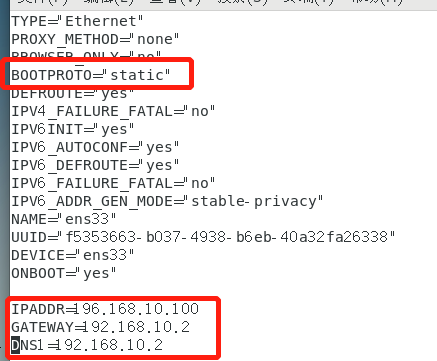 TYPE="Ethernet"
PROXY_METHOD="none"
BROWSER_ONLY="no"
BOOTPROTO="static"
DEFROUTE="yes"
IPV4_FAILURE_FATAL="no"
IPV6INIT="yes"
IPV6_AUTOCONF="yes"
IPV6_DEFROUTE="yes"
IPV6_FAILURE_FATAL="no"
IPV6_ADDR_GEN_MODE="stable-privacy"
NAME="ens33"
UUID="f5353663-b037-4938-b6eb-40a32fa26338"
DEVICE="ens33"
ONBOOT="yes"
IPADDR=196.168.10.100
GATEWAY=192.168.10.2
DNS1=192.168.10.2